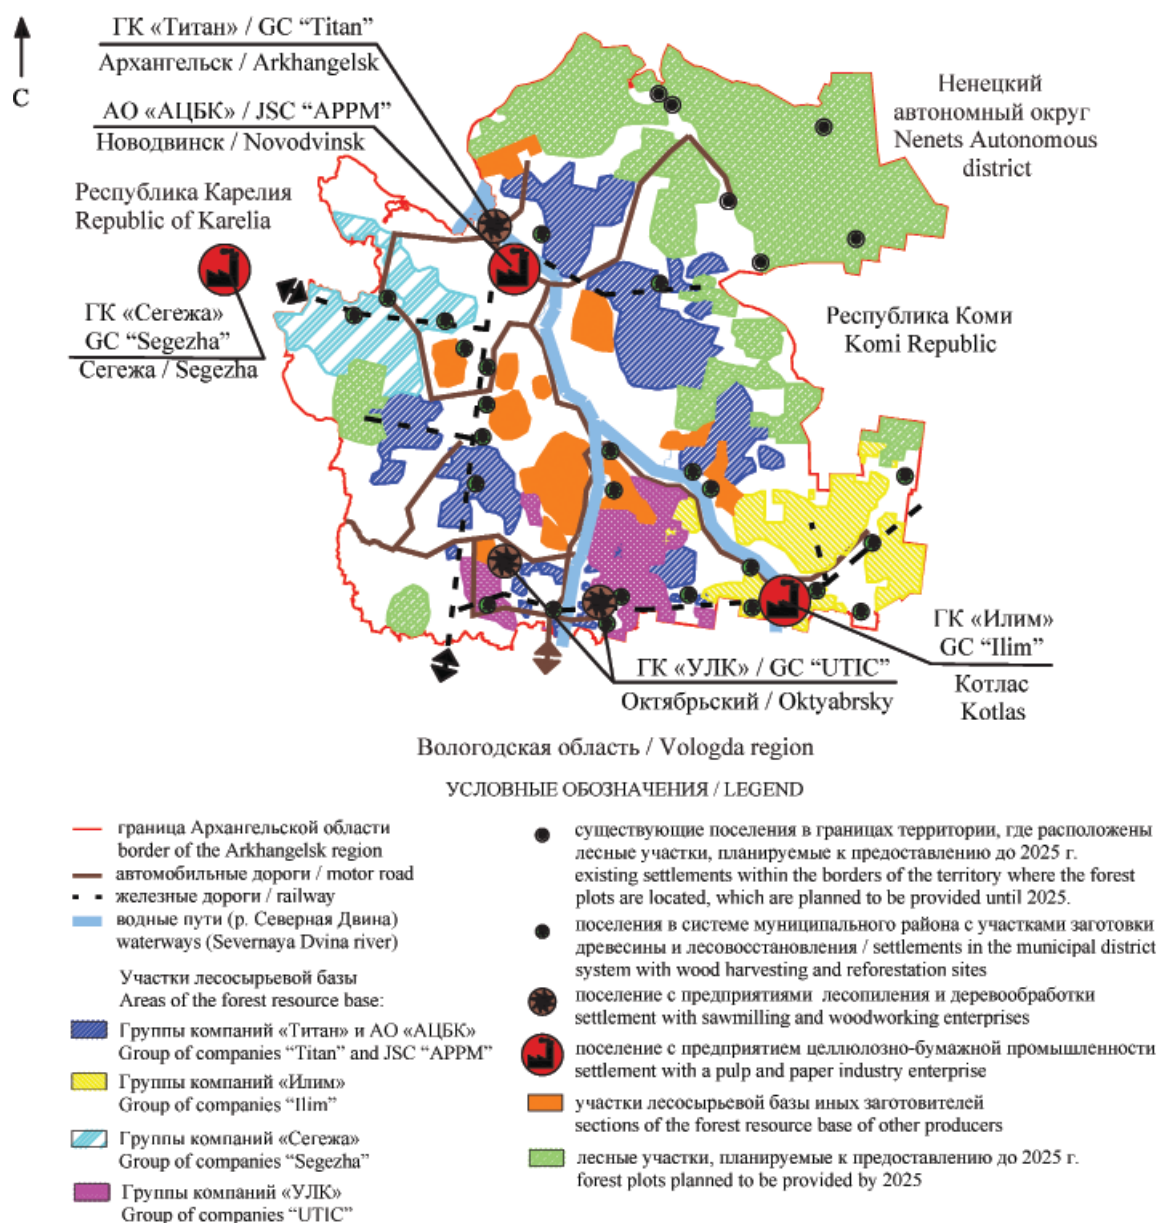 ГК «Титан» / GC “Titan”
Архангельск / Arkhangelsk
АО «АЦБК» / JSC “APPM”
Новодвинск / Novodvinsk
С
Ненецкий
автономный округ
Nenets Autonomous
district
Республика Карелия
Republic of Karelia
ГК «Сегежа»
GC “Segezha”
Сегежа / Segezha
Республика Коми
Komi Republic
ГК «Илим»
GC “Ilim”
Котлас
Kotlas
ГК «УЛК» / GC “UTIC”
Октябрьский / Oktyabrsky
Вологодская область / Vologda region
УСЛОВНЫЕ ОБОЗНАЧЕНИЯ / LEGEND
граница Архангельской области
border of the Arkhangelsk region
автомобильные дороги / motor road
железные дороги / railway
водные пути (р. Северная Двина)
waterways (Severnaya Dvina river)
Участки лесосырьевой базы
Areas of the forest resource base:
Группы компаний «Титан» и АО «АЦБК»
Group of companies “Titan” and JSC “APPM”
Группы компаний «Илим»
Group of companies “Ilim”
Группы компаний «Сегежа»
Group of companies “Segezha”
Группы компаний «УЛК»
Group of companies “UTIC”
существующие поселения в границах территории, где расположены
лесные участки, планируемые к предоставлению до 2025 г.
existing settlements within the borders of the territory where the forest
plots are located, which are planned to be provided until 2025.
поселения в системе муниципального района с участками заготовки
древесины и лесовосстановления / settlements in the municipal district
system with wood harvesting and reforestation sites
поселение с предприятиями лесопиления и деревообработки
settlement with sawmilling and woodworking enterprises
поселение с предприятием целлюлозно-бумажной промышленности
settlement with a pulp and paper industry enterprise
участки лесосырьевой базы иных заготовителей
sections of the forest resource base of other producers
лесные участки, планируемые к предоставлению до 2025 г.
forest plots planned to be provided by 2025